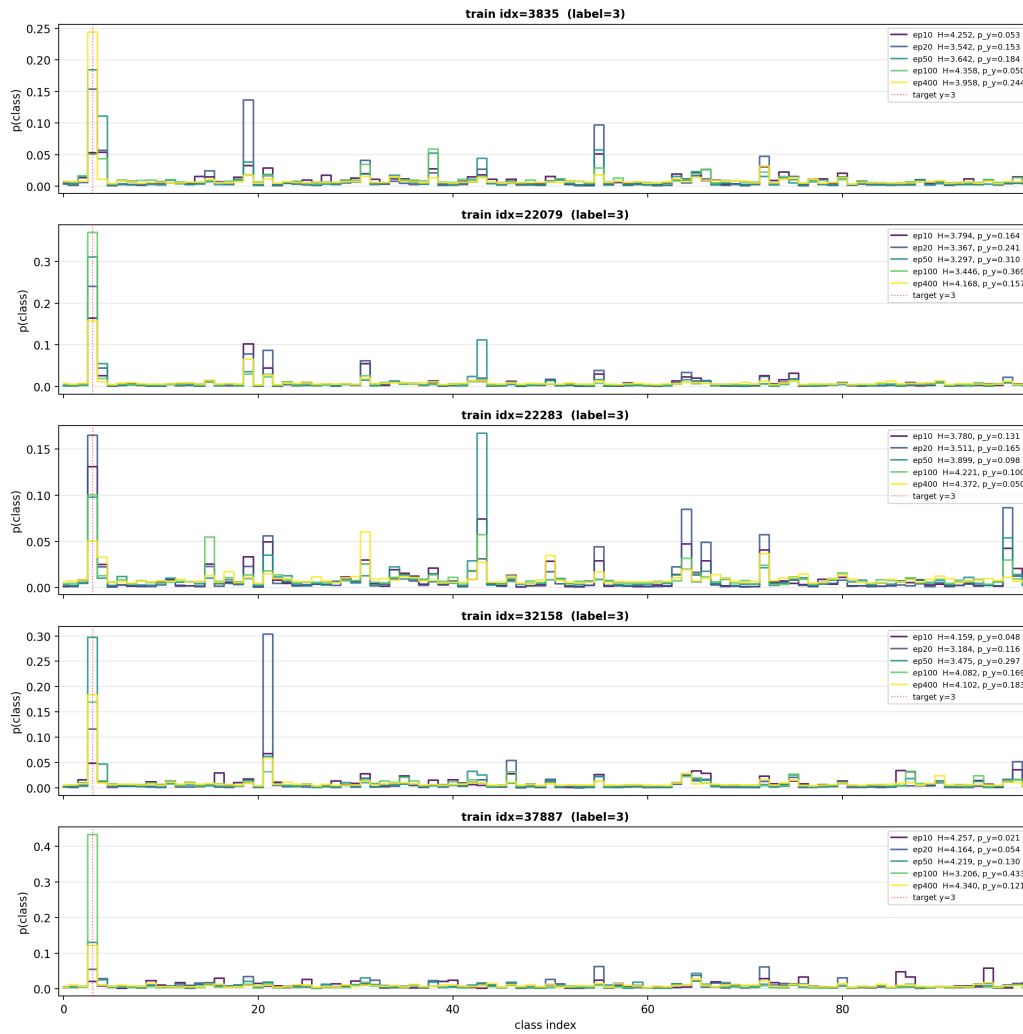 train idx=3835 (label=3)
0.25
0.20
0.15
0.10
0.05
0.00
p(class)
ep10 H=4.252, p_y=0.053
ep20 H=3.542, p_y=0.153
ep50 H=3.642, p_y=0.184
ep100 H=4.358, p_y=0.050
ep400 H=3.958, p_y=0.244
target y=3
train idx=22079 (label=3)
0.3
0.2
0.1
0.0
p(class)
ep10 H=3.794, p_y=0.164
ep20 H=3.367, p_y=0.241
ep50 H=3.297, p_y=0.310
ep100 H=3.446, p_y=0.369
ep400 H=4.168, p_y=0.157
target y=3
train idx=22283 (label=3)
0.15
0.10
0.05
0.00
p(class)
ep10 H=3.780, p_y=0.131
ep20 H=3.511, p_y=0.165
ep50 H=3.899, p_y=0.098
ep100 H=4.221, p_y=0.100
ep400 H=4.372, p_y=0.050
target y=3
train idx=32158 (label=3)
0.30
0.25
0.20
0.15
0.10
0.05
0.00
p(class)
ep10 H=4.159, p_y=0.048
ep20 H=3.184, p_y=0.116
ep50 H=3.475, p_y=0.297
ep100 H=4.082, p_y=0.169
ep400 H=4.102, p_y=0.183
target y=3
train idx=37887 (label=3)
0.4
0.3
0.2
0.1
0.0
p(class)
ep10 H=4.257, p_y=0.021
ep20 H=4.164, p_y=0.054
ep50 H=4.219, p_y=0.130
ep100 H=3.206, p_y=0.433
ep400 H=4.340, p_y=0.121
target y=3
0 20 40 60 80
class index